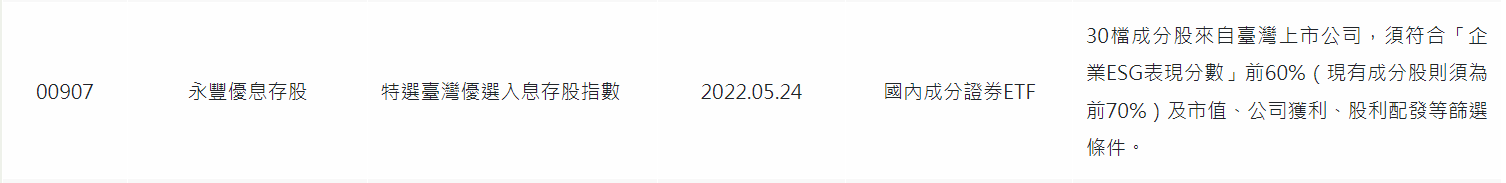 30檔成分股來自臺灣上市公司，須符合「企
業ESG表現分數」前60%（現有成分股則須為
00907 永豐優息存股 特選臺灣優選入息存股指數 2022.05.24 國內成分證券ETF
前70%）及市值、公司獲利、股利配發等篩選
條件。